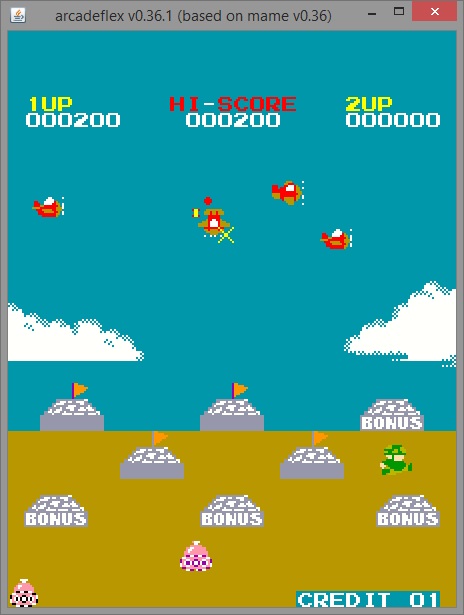 arcadeflex v0.36.1 (based on mame v0.36)
1UP HI-SCORE 2UP
000200 000200 000000
BONUS
BONUS BONUS BONUS
CREDIT 01